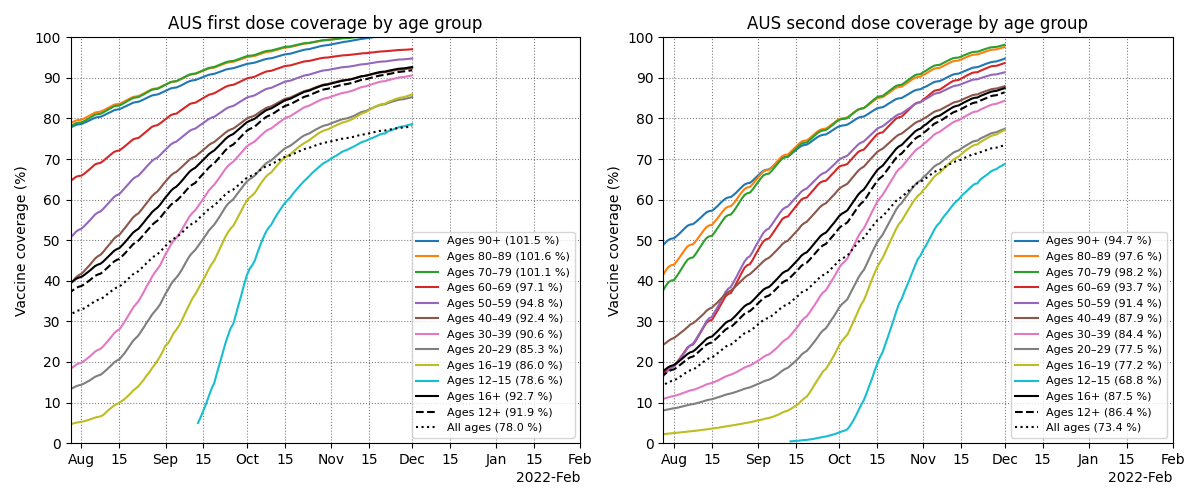 AUS first dose coverage by age group
Vaccine coverage (%)
100
90
80
70
60
50
40
30
20
10
0
Ages 90+ (101.5 %)
Ages 80–89 (101.6 %)
Ages 70–79 (101.1 %)
Ages 60–69 (97.1 %)
Ages 50–59 (94.8 %)
Ages 40–49 (92.4 %)
Ages 30–39 (90.6 %)
Ages 20–29 (85.3 %)
Ages 16–19 (86.0 %)
Ages 12–15 (78.6 %)
Ages 16+ (92.7 %)
Ages 12+ (91.9 %)
All ages (78.0 %)
Aug 15 Sep 15 Oct 15 Nov 15 Dec 15 Jan 15 Feb
2022-Feb
AUS second dose coverage by age group
Vaccine coverage (%)
100
90
80
70
60
50
40
30
20
10
0
Ages 90+ (94.7 %)
Ages 80–89 (97.6 %)
Ages 70–79 (98.2 %)
Ages 60–69 (93.7 %)
Ages 50–59 (91.4 %)
Ages 40–49 (87.9 %)
Ages 30–39 (84.4 %)
Ages 20–29 (77.5 %)
Ages 16–19 (77.2 %)
Ages 12–15 (68.8 %)
Ages 16+ (87.5 %)
Ages 12+ (86.4 %)
All ages (73.4 %)
Aug 15 Sep 15 Oct 15 Nov 15 Dec 15 Jan 15 Feb
2022-Feb